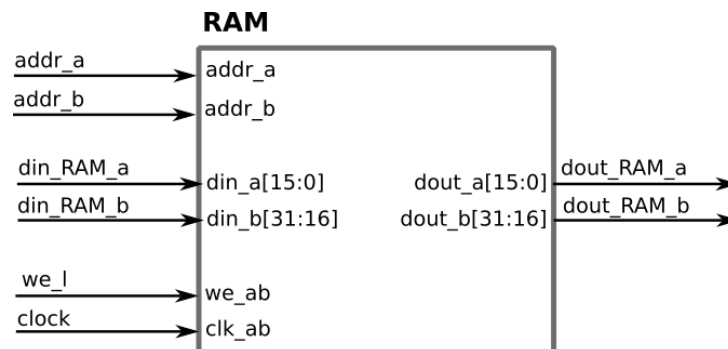 RAM
addr_a addr_a
addr_b addr_b
din_RAM_a din_a[15:0] dout_a[15:0] dout_RAM_a
din_RAM_b din_b[31:16] dout_b[31:16] dout_RAM_b
we_l we_ab
clock clk_ab